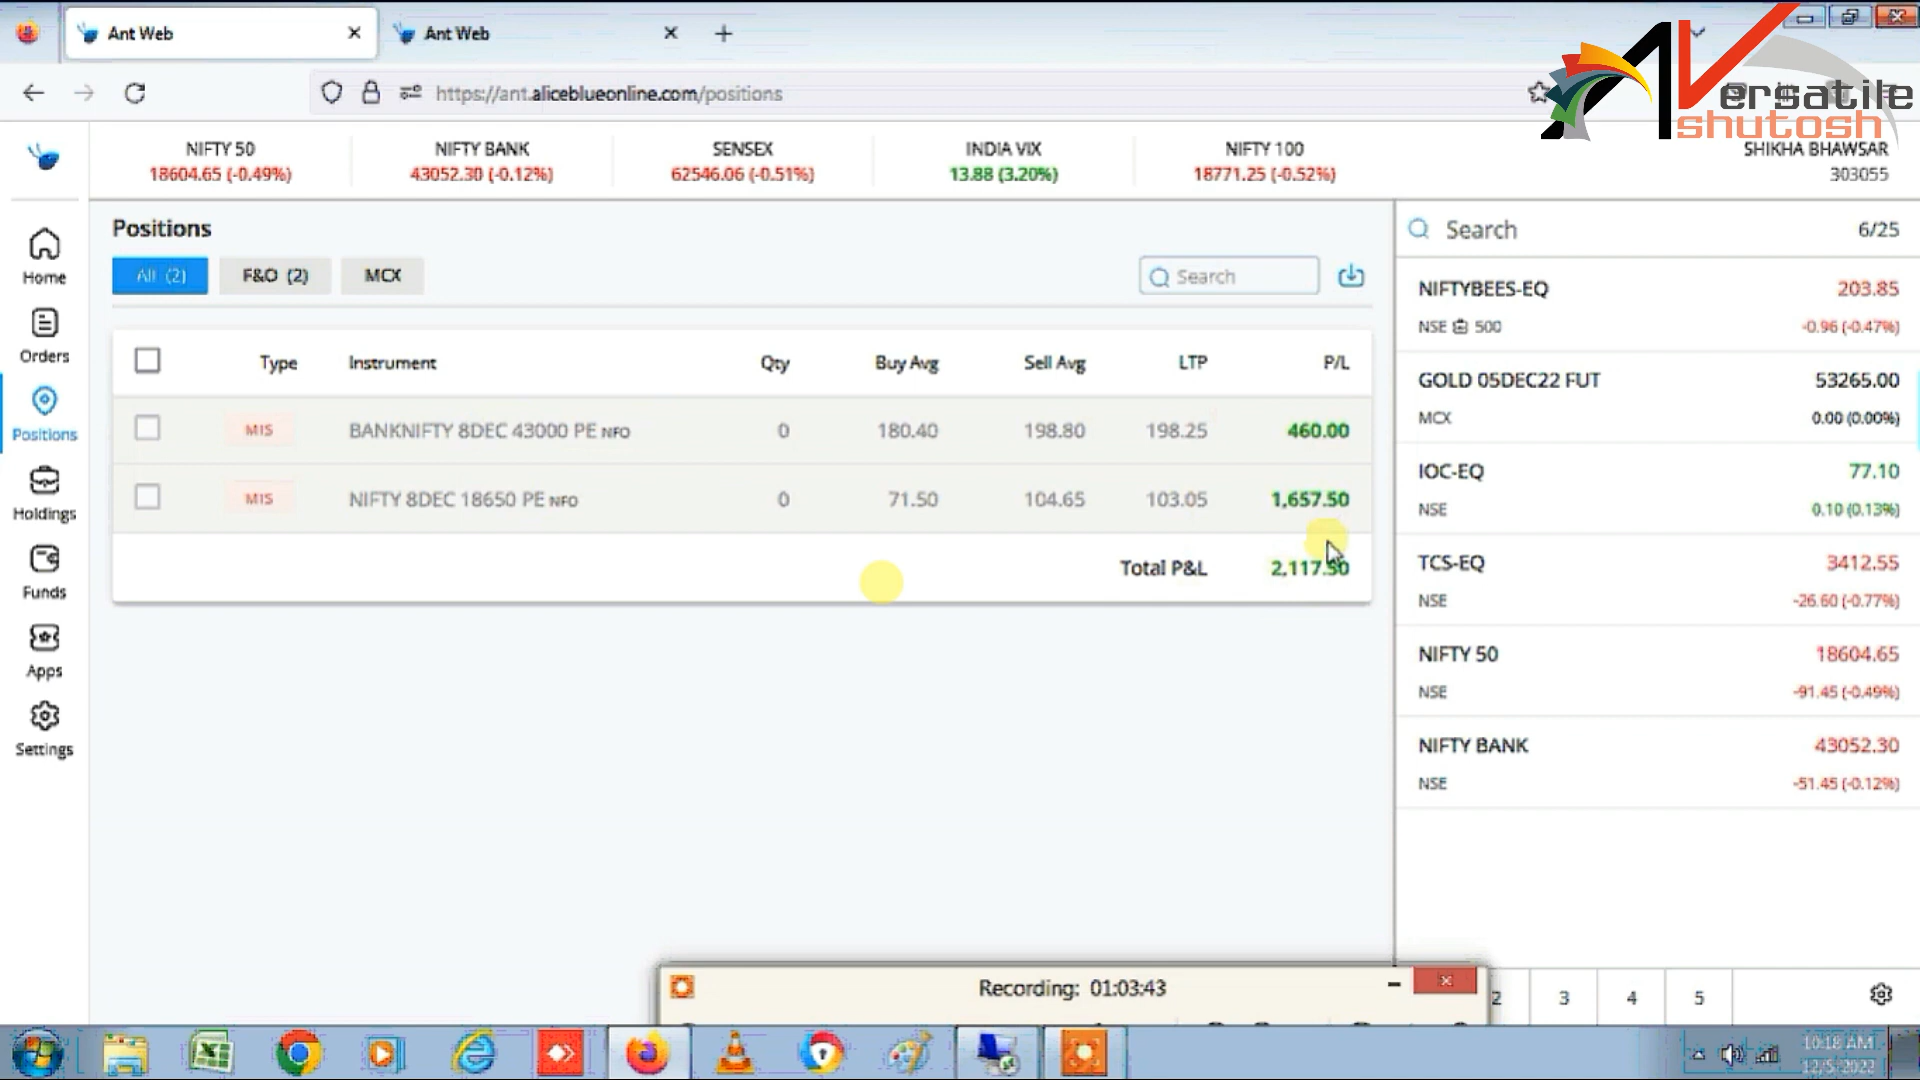 Ant Web
Ant Web
https://ant.aliceblueonline.com/positions
Versatile
Ashutosh
NIFTY 50
18604.65 (-0.49%)
NIFTY BANK
43052.30 (-0.12%)
SENSEX
62546.06 (-0.51%)
INDIA VIX
13.88 (3.20%)
NIFTY 100
18771.25 (-0.52%)
SHIKHA BHAWSAR
303055
Home
Orders
Positions
Holdings
Funds
Apps
Settings
Positions
All (2) F&O (2) MCX
Search
Type Instrument Qty Buy Avg Sell Avg LTP P/L
MIS BANKNIFTY 8DEC 43000 PE NFO 0 180.40 198.80 198.25 460.00
MIS NIFTY 8DEC 18650 PE NFO 0 71.50 104.65 103.05 1,657.50
Total P&L 2,117.50
Search 6/25
NIFTYBEES-EQ 203.85
NSE 500 -0.96 (-0.47%)
GOLD 05DEC22 FUT 53265.00
MCX 0.00 (0.00%)
IOC-EQ 77.10
NSE 0.10 (0.13%)
TCS-EQ 3412.55
NSE -26.60 (-0.77%)
NIFTY 50 18604.65
NSE -91.45 (-0.49%)
NIFTY BANK 43052.30
NSE -51.45 (-0.12%)
2 3 4 5
Recording: 01:03:43
10:18 AM
12/5/2022